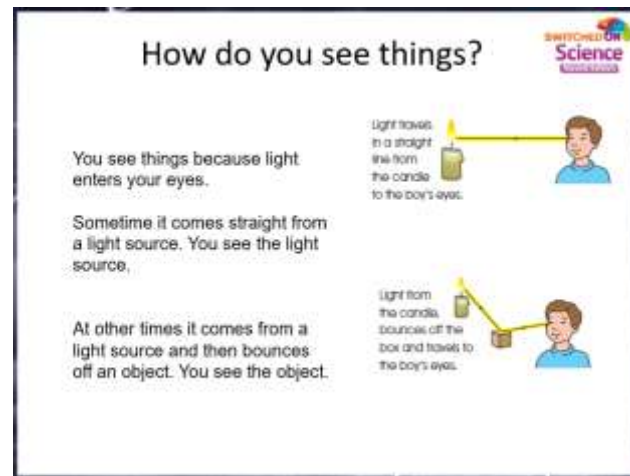 How do you see things?
SWITCHED ON
Science
You see things because light
enters your eyes.
Sometime it comes straight from
a light source. You see the light
source.
At other times it comes from a
light source and then bounces
off an object. You see the object.
Light travels
in a straight
line from
the candle
to the boy's eyes.
Light from
the candle
bounces off the
box and travels to
the boy's eyes.